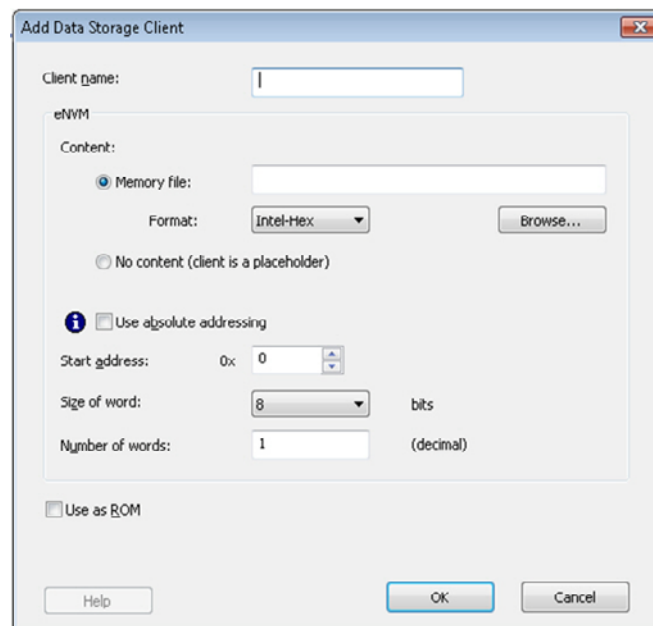 Add Data Storage Client
Client name:
eNVM
Content:
Memory file:
Format: Intel-Hex Browse...
No content (client is a placeholder)
Use absolute addressing
Start address: 0x 0
Size of word: 8 bits
Number of words: 1 (decimal)
Use as ROM
Help OK Cancel